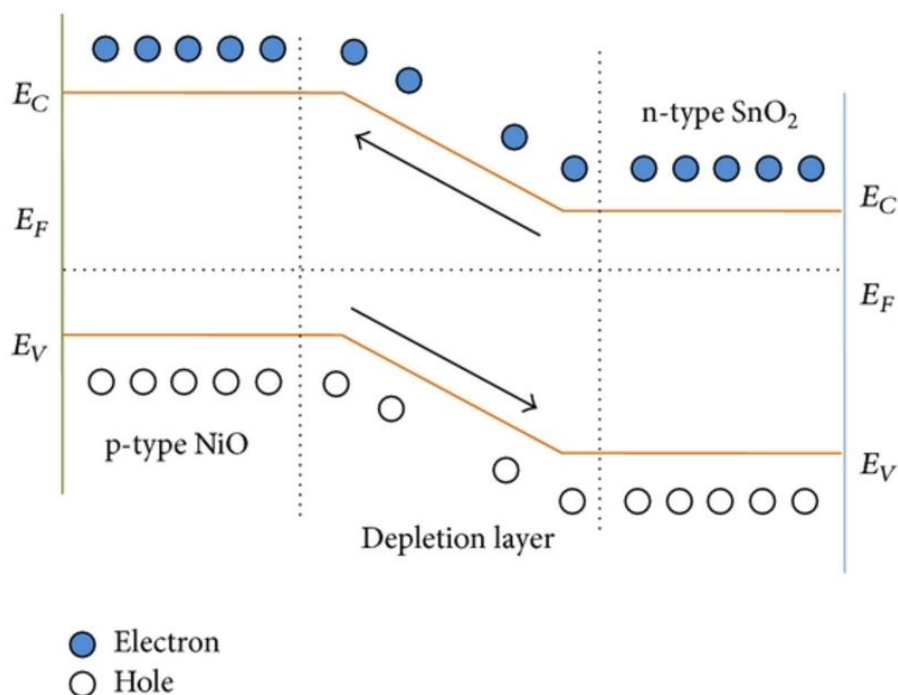 E_C
n-type SnO₂
E_C
E_F
E_F
E_V
p-type NiO
E_V
Depletion layer
Electron
Hole